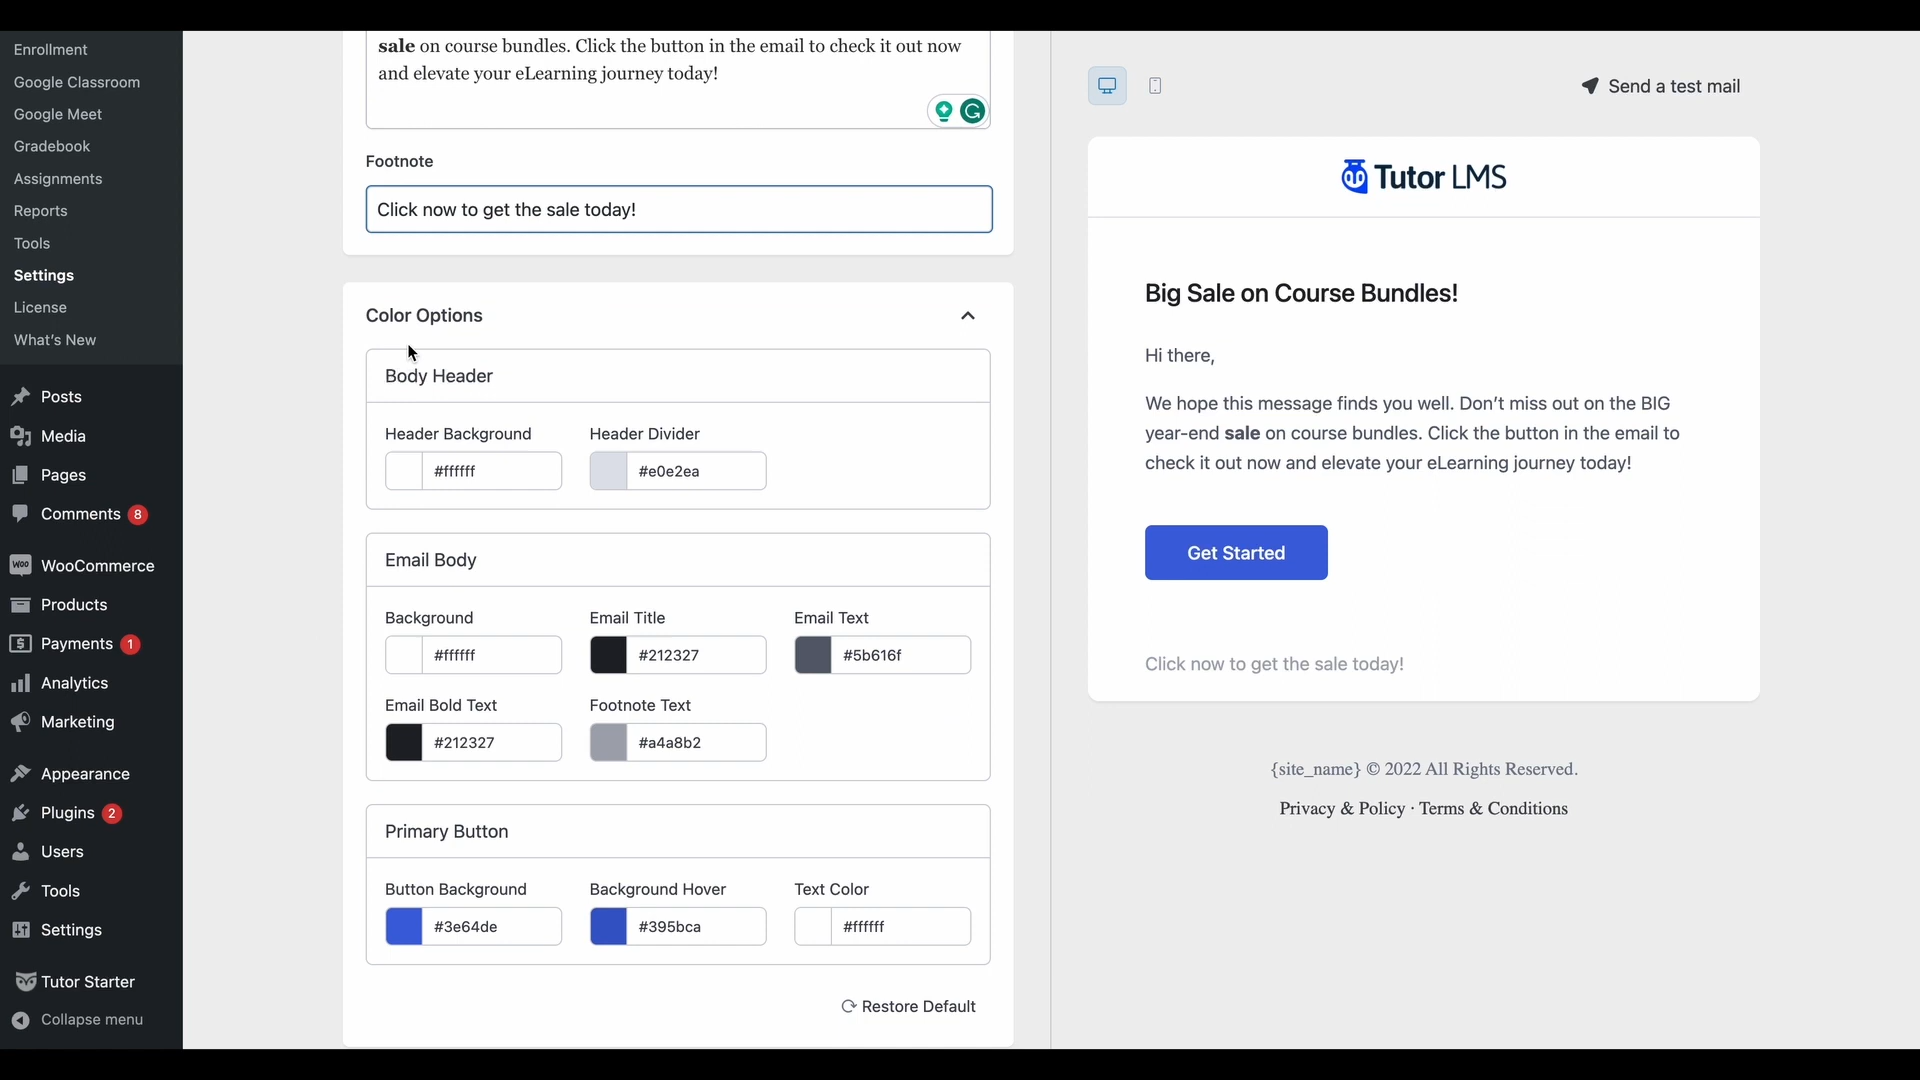 Enrollment
Google Classroom
Google Meet
Gradebook
Assignments
Reports
Tools
Settings
License
What's New
Posts
Media
Pages
Comments 8
WooCommerce
Products
Payments 1
Analytics
Marketing
Appearance
Plugins 2
Users
Tools
Settings
Tutor Starter
Collapse menu
sale on course bundles. Click the button in the email to check it out now
and elevate your eLearning journey today!
Footnote
Click now to get the sale today!
Color Options
Body Header
Header Background Header Divider
#ffffff #e0e2ea
Email Body
Background Email Title Email Text
#ffffff #212327 #5b616f
Email Bold Text Footnote Text
#212327 #a4a8b2
Primary Button
Button Background Background Hover Text Color
#3e64de #395bca #ffffff
Restore Default
Send a test mail
Tutor LMS
Big Sale on Course Bundles!
Hi there,
We hope this message finds you well. Don't miss out on the BIG
year-end sale on course bundles. Click the button in the email to
check it out now and elevate your eLearning journey today!
Get Started
Click now to get the sale today!
{site_name} © 2022 All Rights Reserved.
Privacy & Policy · Terms & Conditions